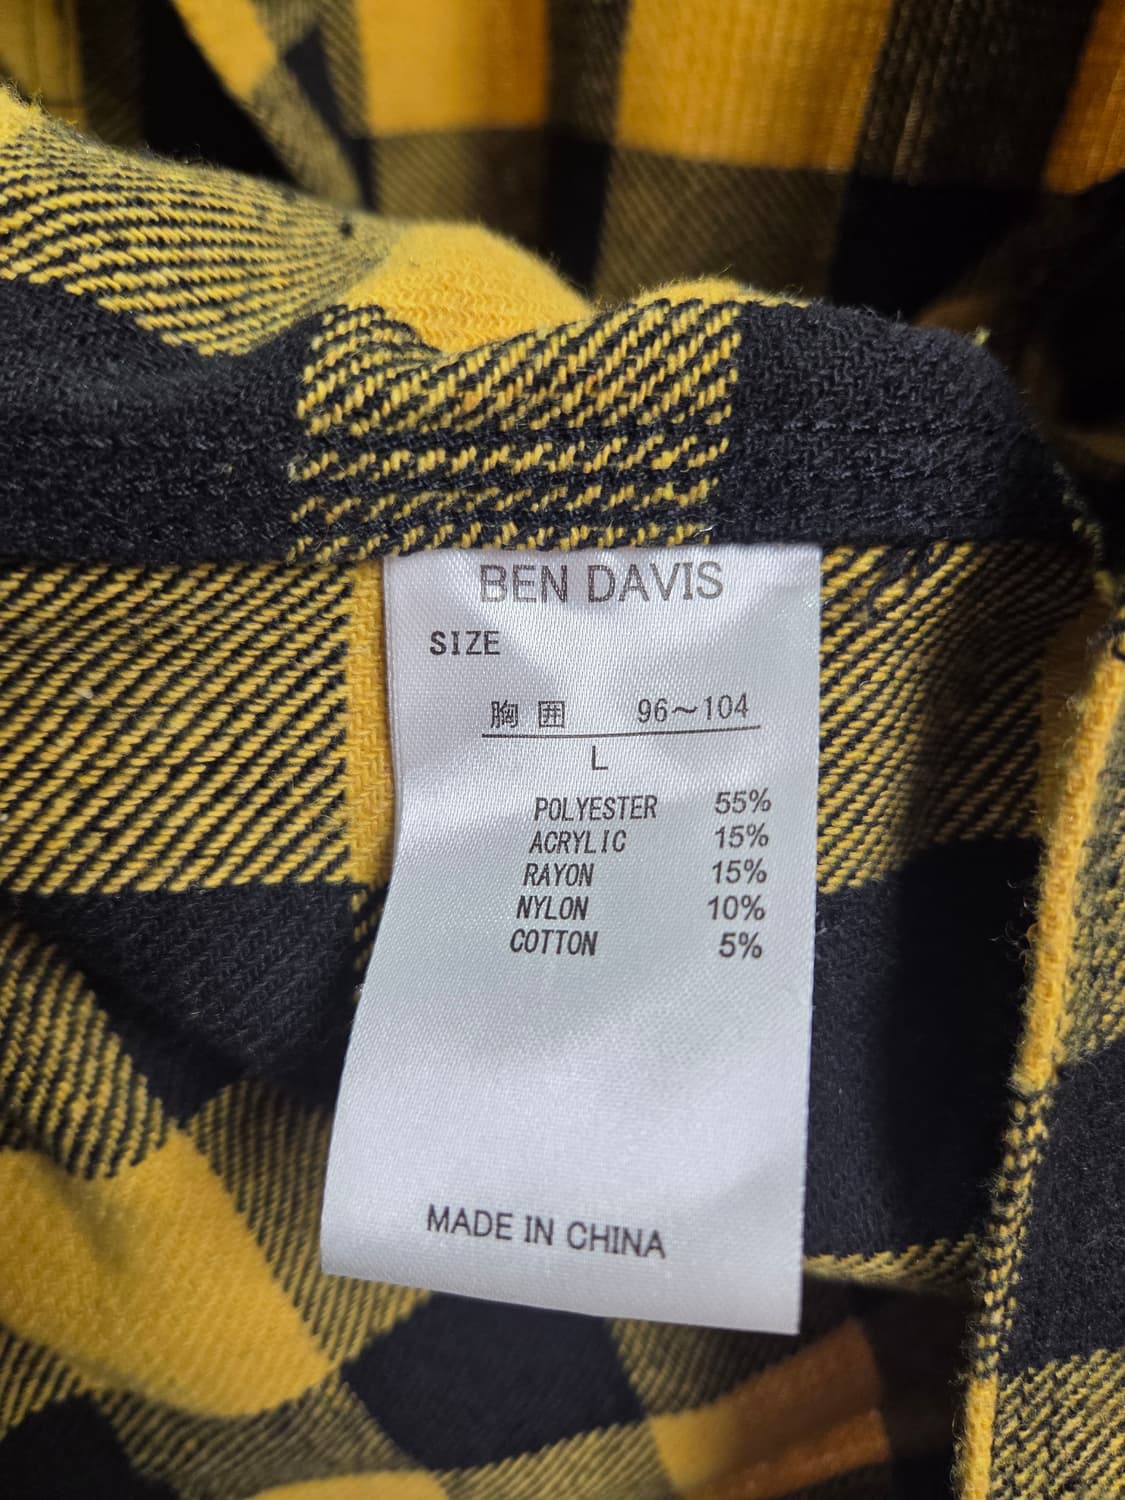 BEN DAVIS
SIZE
胸囲 96～104
L
POLYESTER 55%
ACRYLIC 15%
RAYON 15%
NYLON 10%
COTTON 5%
MADE IN CHINA